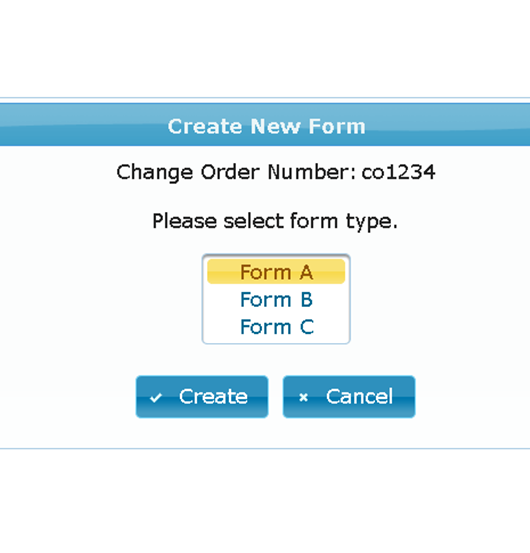 Create New Form
Change Order Number: co1234
Please select form type.
Form A
Form B
Form C
Create
Cancel